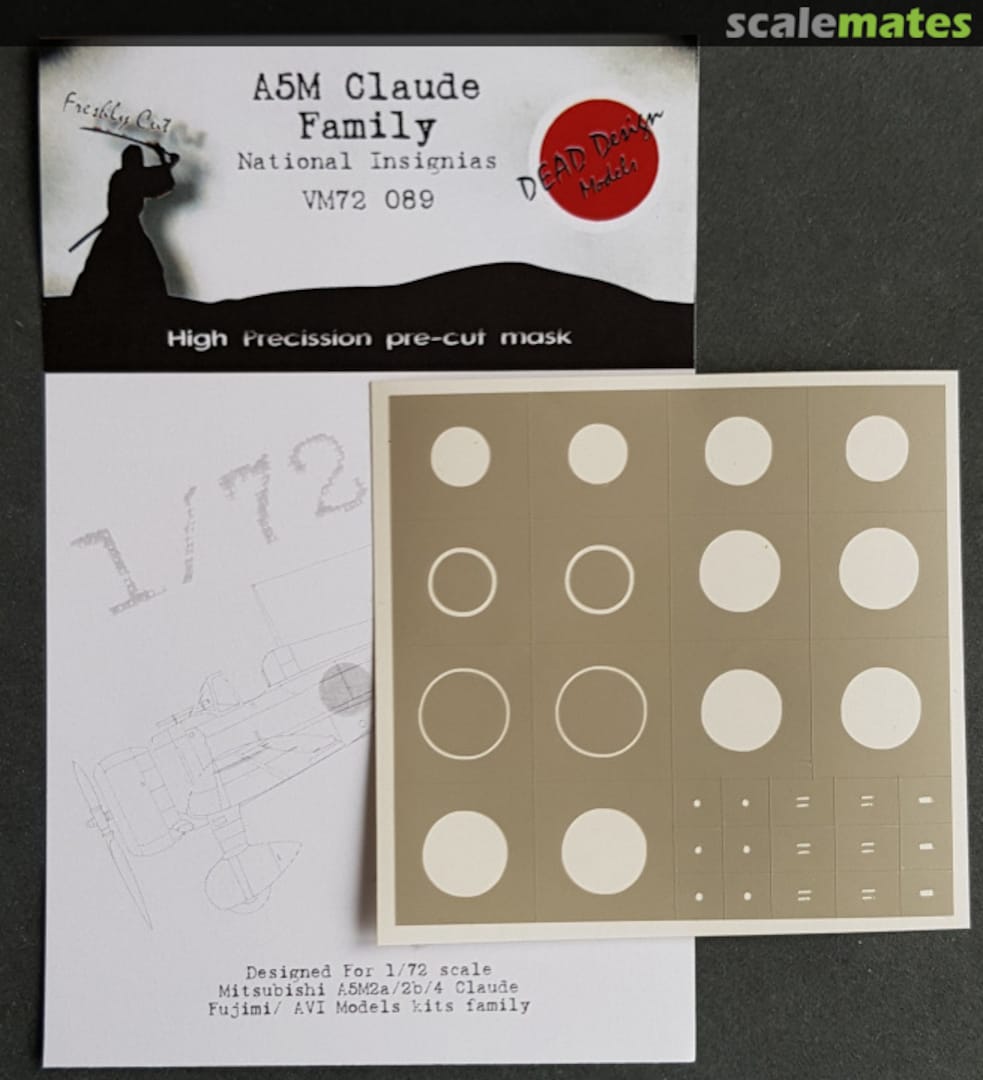 scalemates
Freshly Cut
A5M Claude
Family
National Insignias
VM72 089
DEAD Design
Models
High Precission pre-cut mask
1/72
Designed For 1/72 scale
Mitsubishi A5M2a/2b/4 Claude
Fujimi/ AVI Models kits family